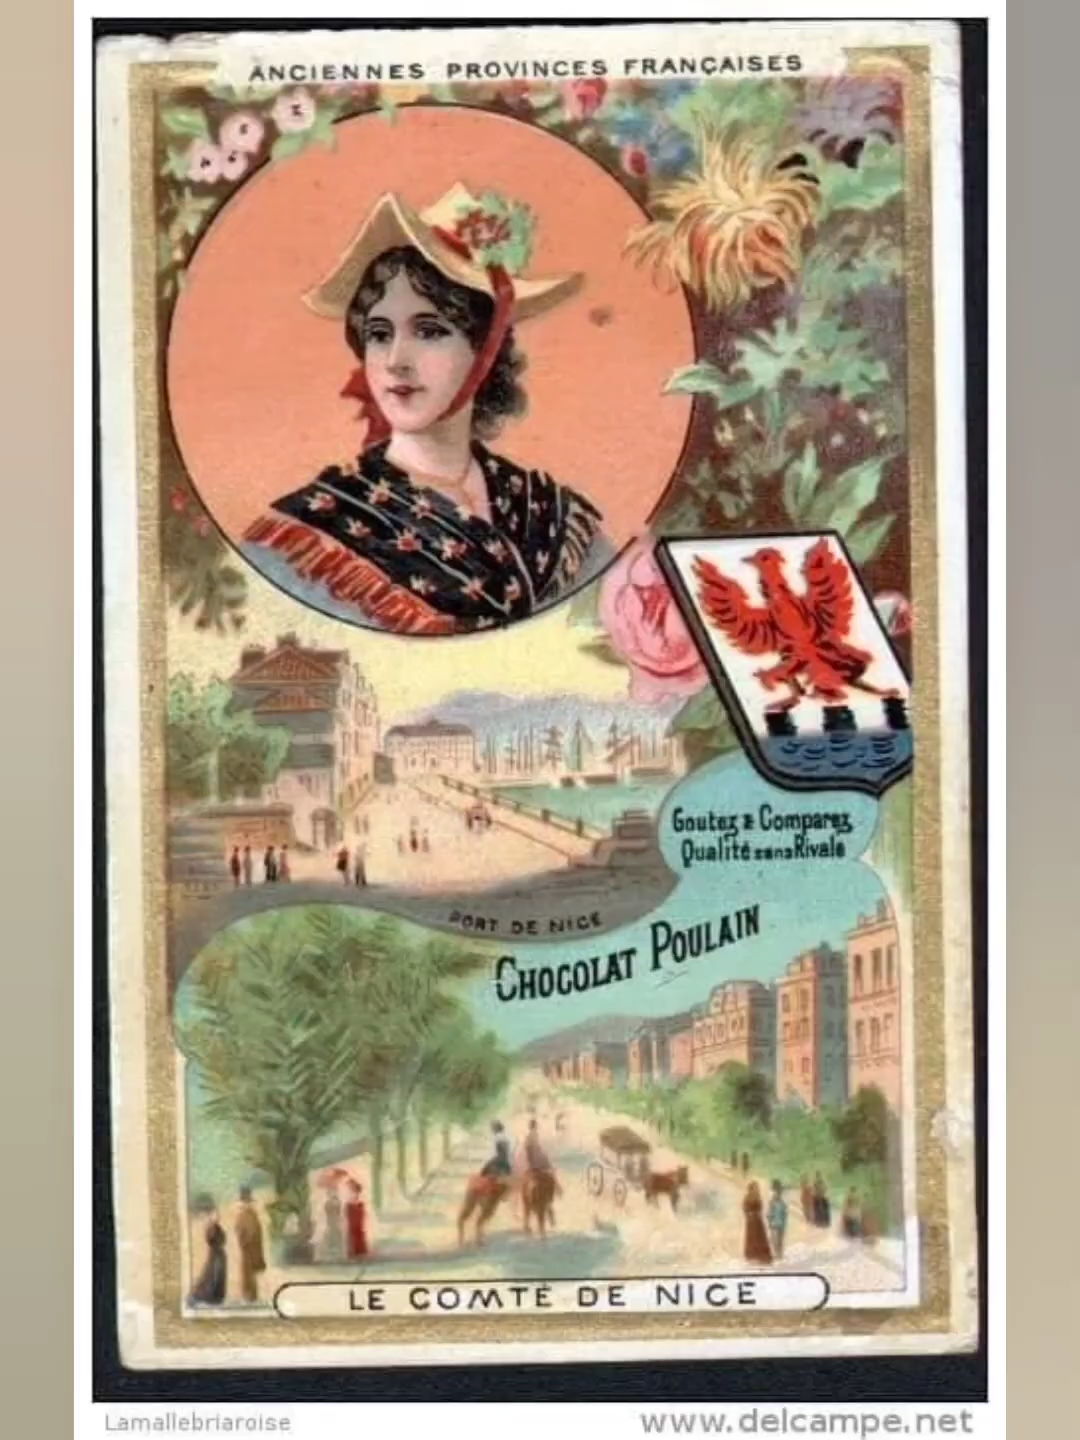 ANCIENNES PROVINCES FRANÇAISES
Goutez & Comparez
Qualité sans Rivale
PORT DE NICE
CHOCOLAT POULAIN
LE COMTÉ DE NICE
Lamallebriaroise
www.delcampe.net